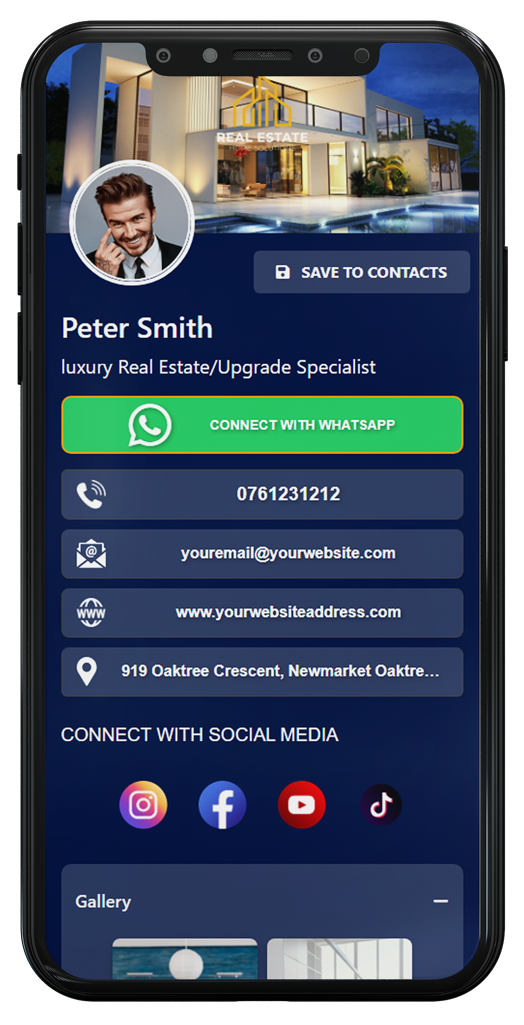 REAL ESTATE
SAVE TO CONTACTS
Peter Smith
luxury Real Estate/Upgrade Specialist
CONNECT WITH WHATSAPP
0761231212
@
youremail@yourwebsite.com
WWW
www.yourwebsiteaddress.com
919 Oaktree Crescent, Newmarket Oaktre...
CONNECT WITH SOCIAL MEDIA
Gallery